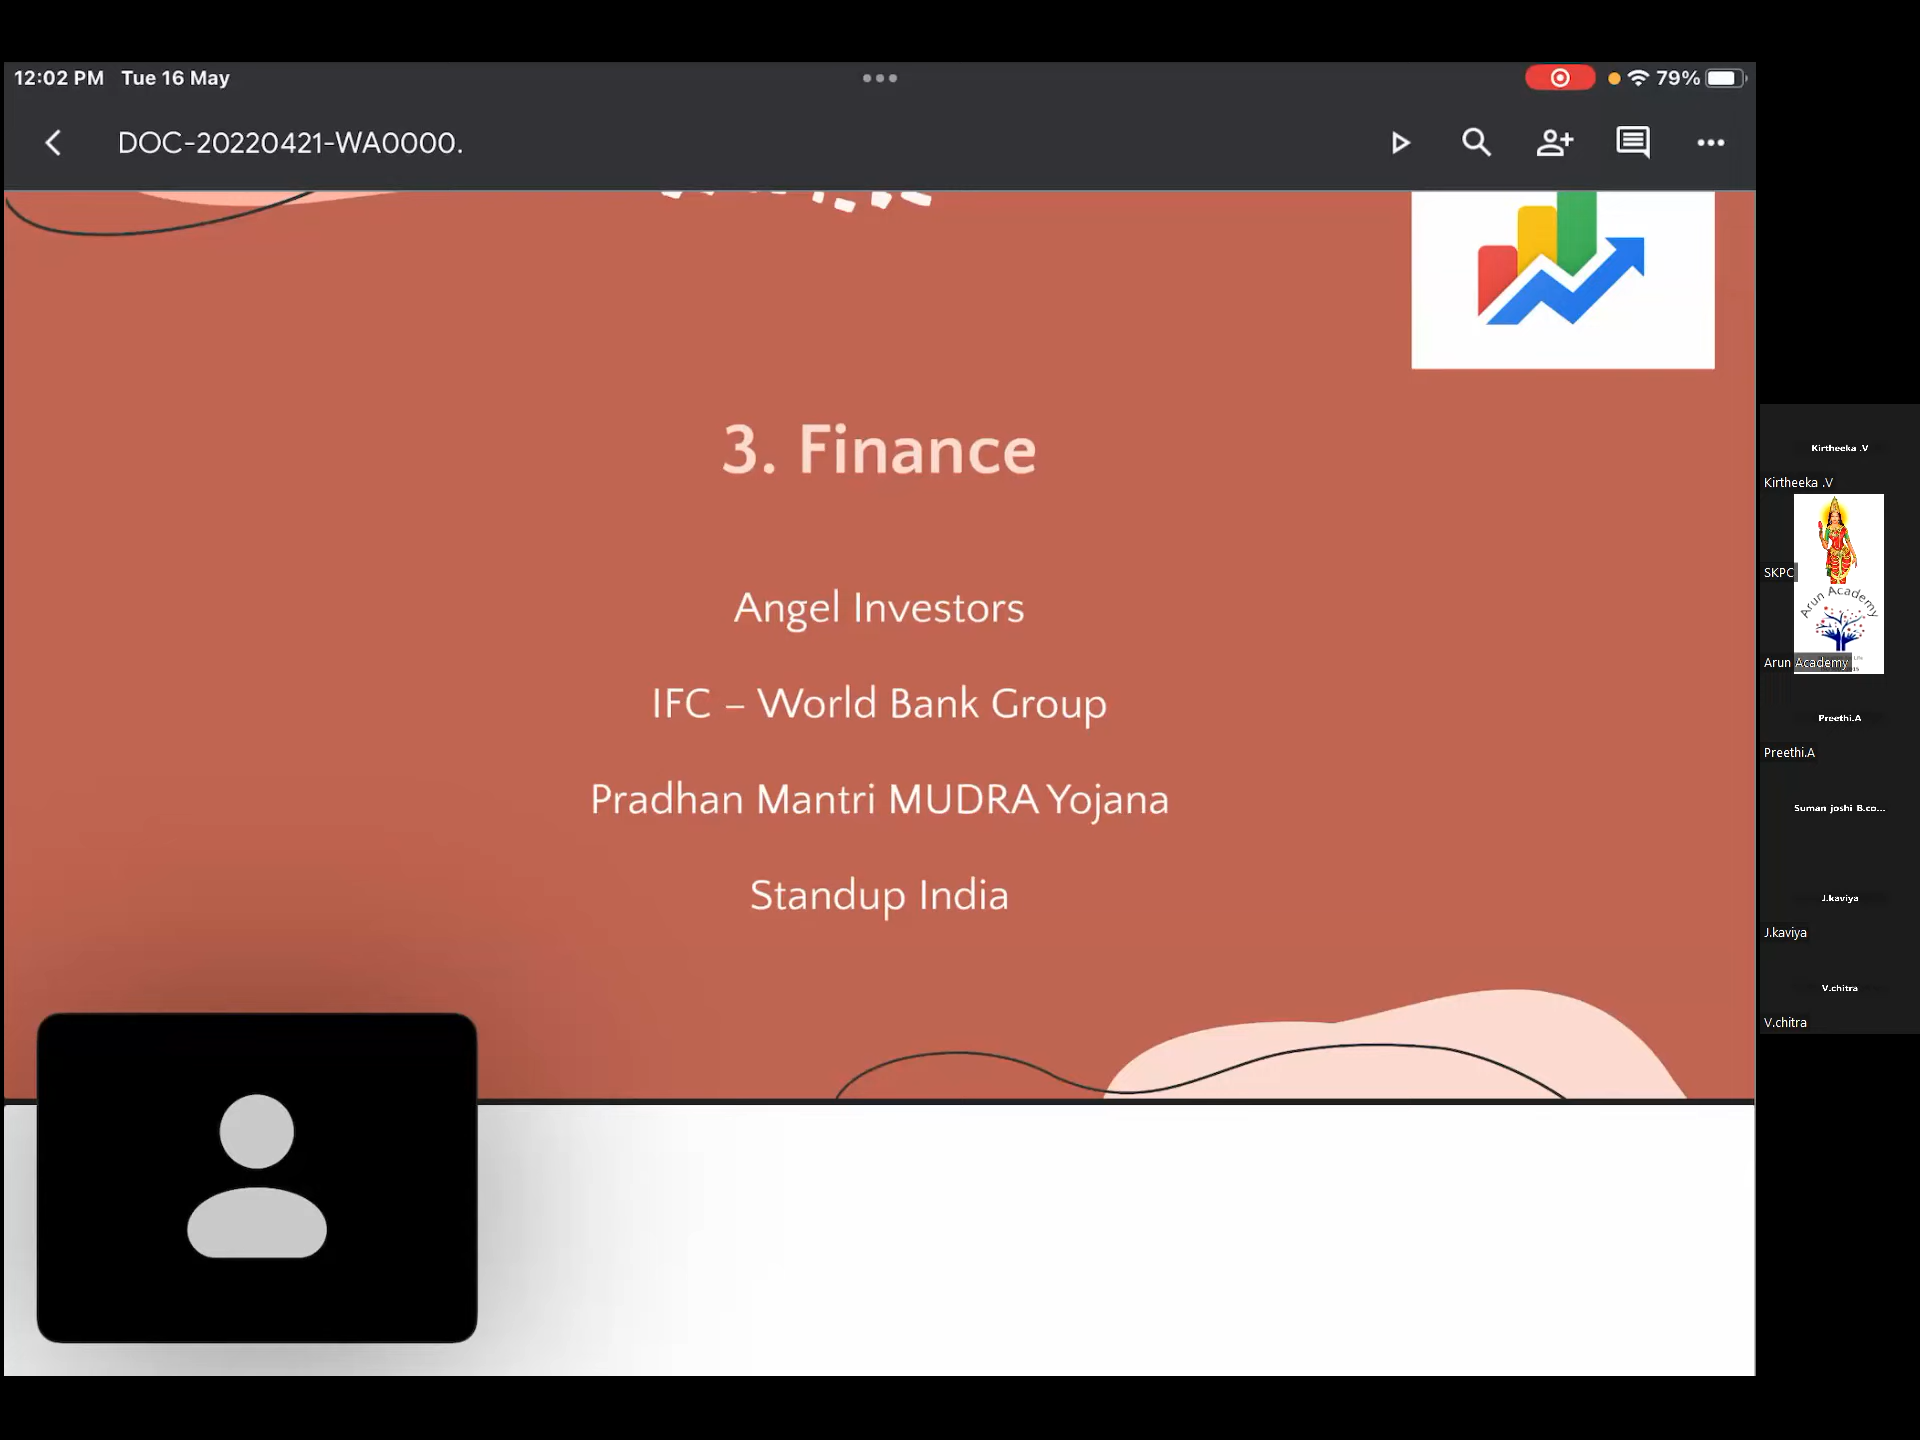 12:02 PM Tue 16 May
79%
DOC-20220421-WA0000.
3. Finance
Angel Investors
IFC – World Bank Group
Pradhan Mantri MUDRA Yojana
Standup India
Kirtheeka .V
Kirtheeka .V
SKPC
Arun Academy
Arun Academy
Preethi.A
Preethi.A
Suman joshi B.co...
J.kaviya
J.kaviya
V.chitra
V.chitra